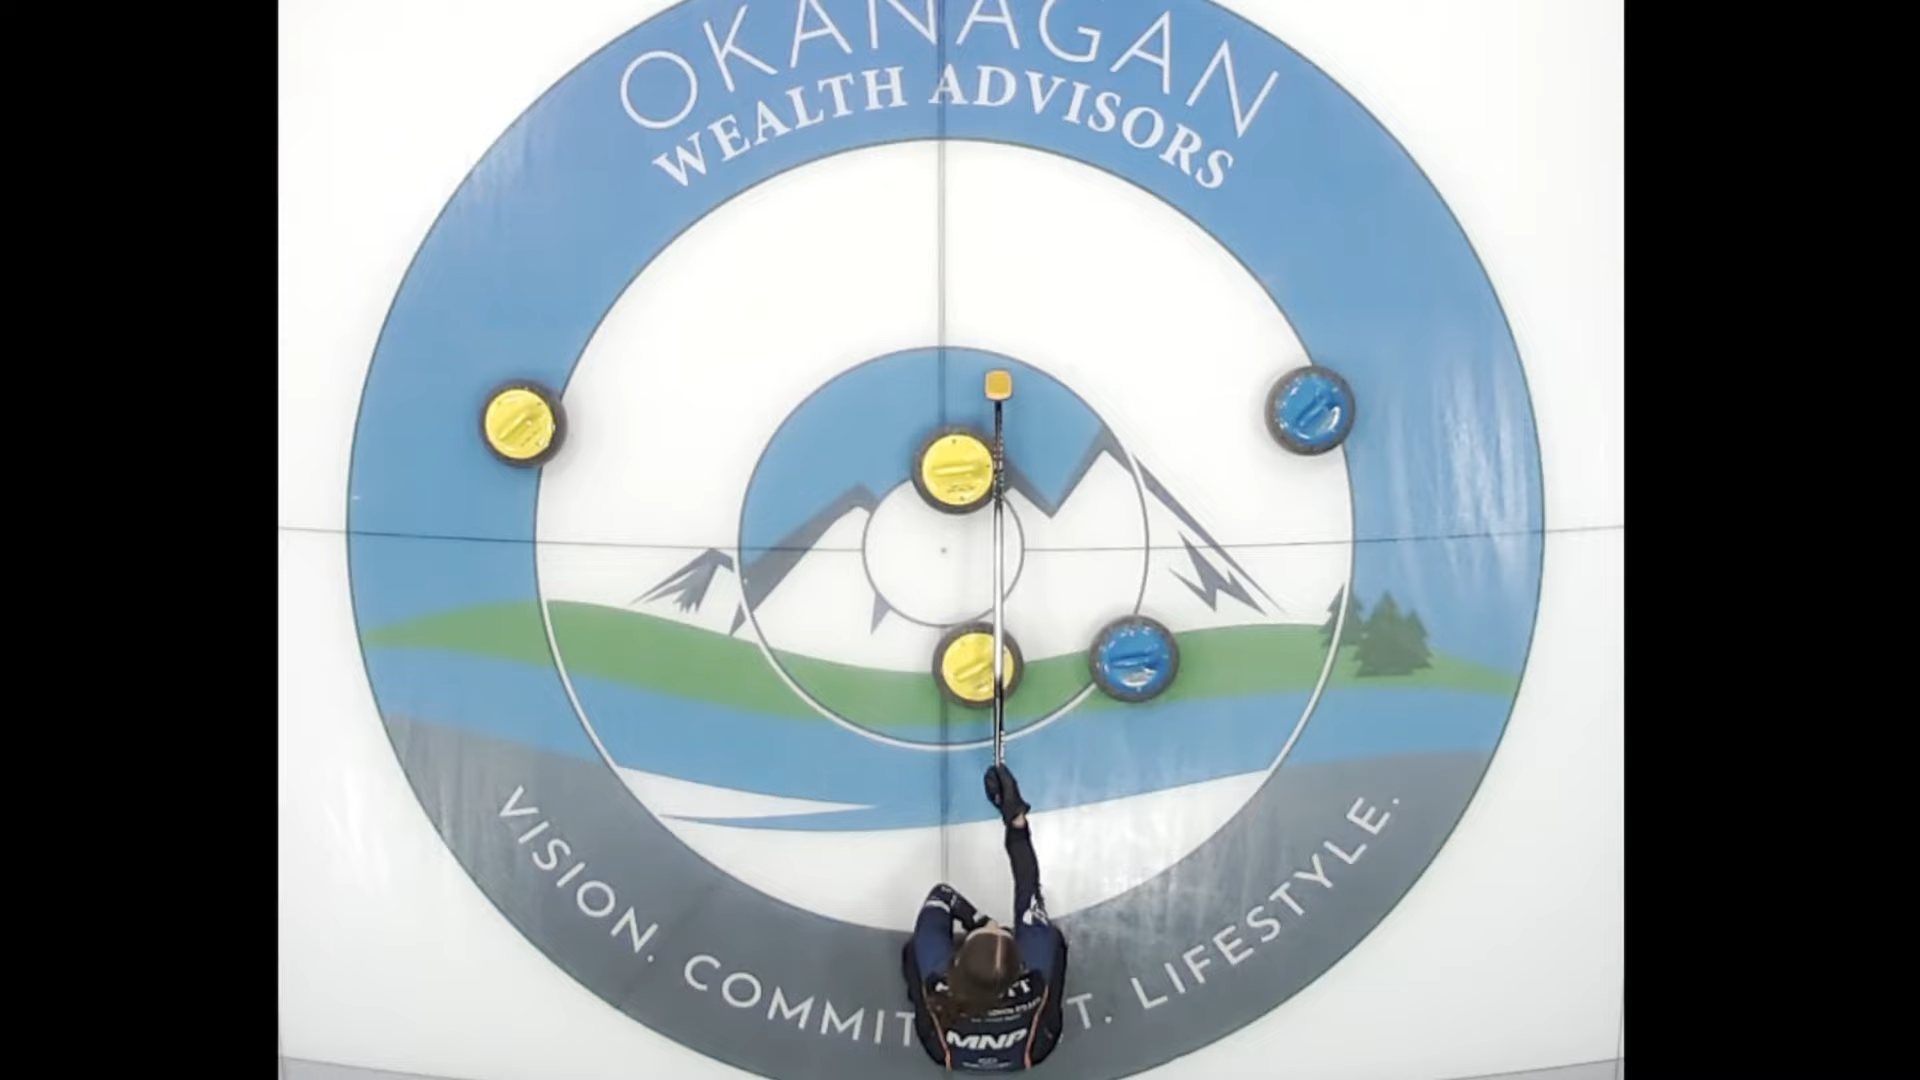 OKANAGAN
WEALTH ADVISORS
VISION. COMMIT T. LIFESTYLE.
MNP